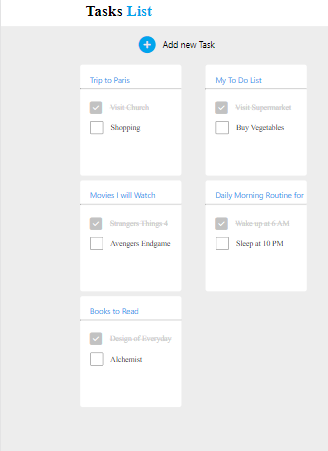 Tasks List
Add new Task
Trip to Paris
Visit Church
Shopping
My To Do List
Visit Supermarket
Buy Vegetables
Movies I will Watch
Strangers Things 4
Avengers Endgame
Daily Morning Routine for
Wake up at 6 AM
Sleep at 10 PM
Books to Read
Design of Everyday
Alchemist